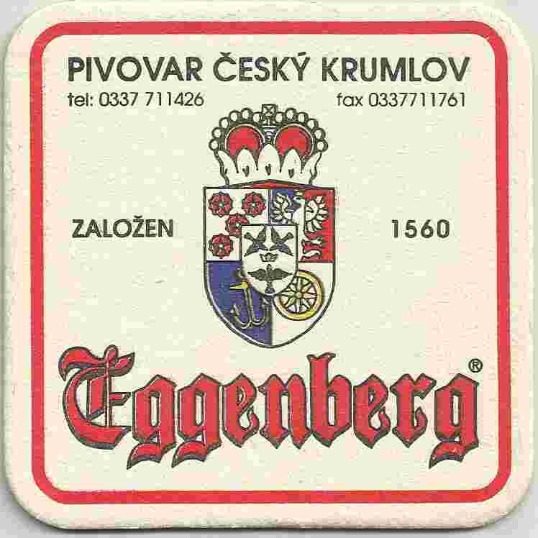 PIVOVAR ČESKÝ KRUMLOV
tel: 0337 711426 fax 0337711761
ZALOŽEN 1560
Eggenberg®